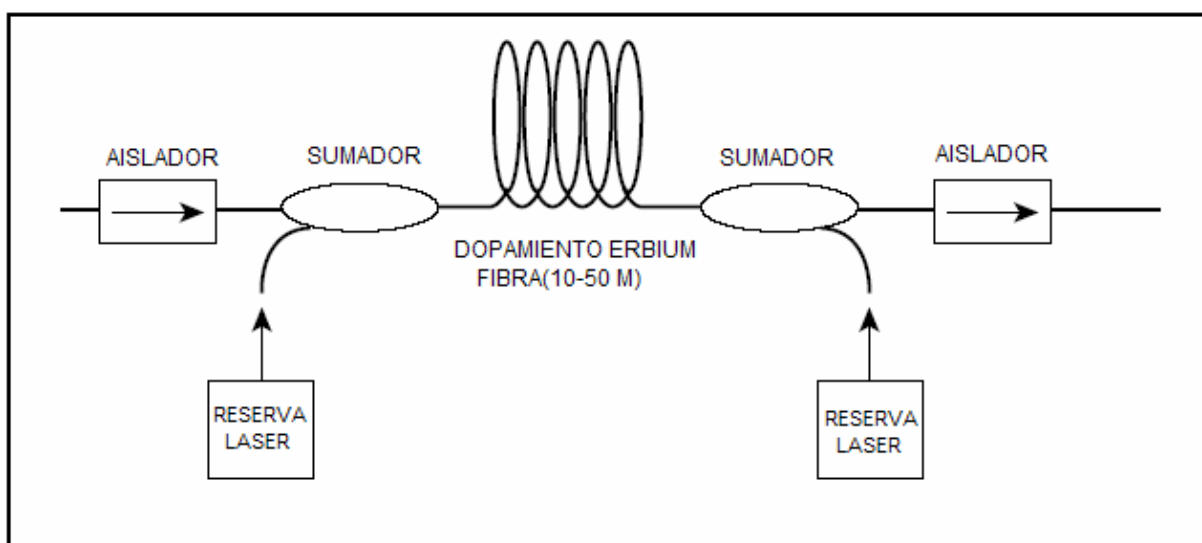 AISLADOR
SUMADOR
SUMADOR
AISLADOR
DOPAMIENTO ERBIUM
FIBRA(10-50 M)
RESERVA
LASER
RESERVA
LASER